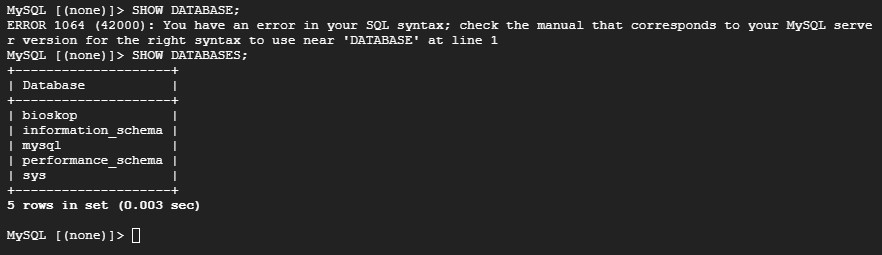 MySQL [(none)]> SHOW DATABASE;
ERROR 1064 (42000): You have an error in your SQL syntax; check the manual that corresponds to your MySQL serve
r version for the right syntax to use near 'DATABASE' at line 1
MySQL [(none)]> SHOW DATABASES;
+--------------------+
| Database           |
+--------------------+
| bioskop            |
| information_schema |
| mysql              |
| performance_schema |
| sys                |
+--------------------+
5 rows in set (0.003 sec)
MySQL [(none)]>